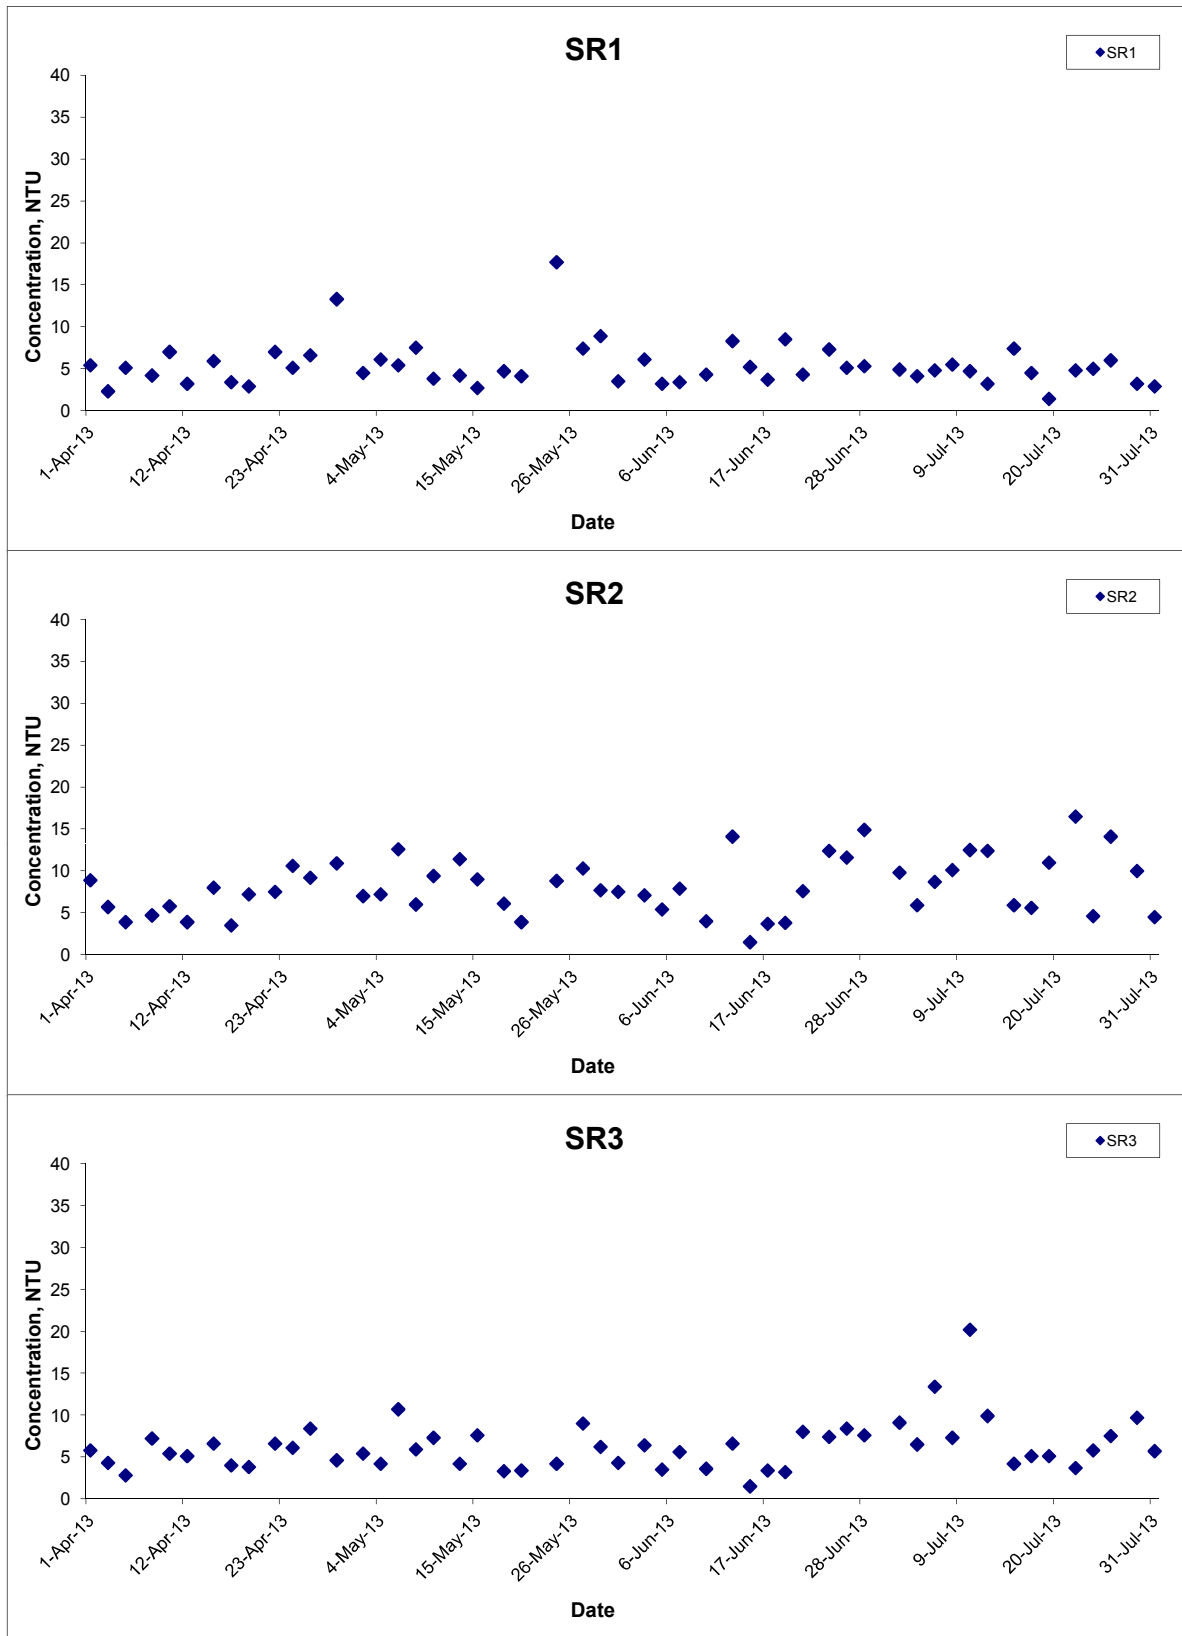 SR1
SR1
40
35
30
25
20
15
10
5
0
Concentration, NTU
1-Apr-13
12-Apr-13
23-Apr-13
4-May-13
15-May-13
26-May-13
6-Jun-13
17-Jun-13
28-Jun-13
9-Jul-13
20-Jul-13
31-Jul-13
Date
SR2
SR2
40
35
30
25
20
15
10
5
0
Concentration, NTU
1-Apr-13
12-Apr-13
23-Apr-13
4-May-13
15-May-13
26-May-13
6-Jun-13
17-Jun-13
28-Jun-13
9-Jul-13
20-Jul-13
31-Jul-13
Date
SR3
SR3
40
35
30
25
20
15
10
5
0
Concentration, NTU
1-Apr-13
12-Apr-13
23-Apr-13
4-May-13
15-May-13
26-May-13
6-Jun-13
17-Jun-13
28-Jun-13
9-Jul-13
20-Jul-13
31-Jul-13
Date